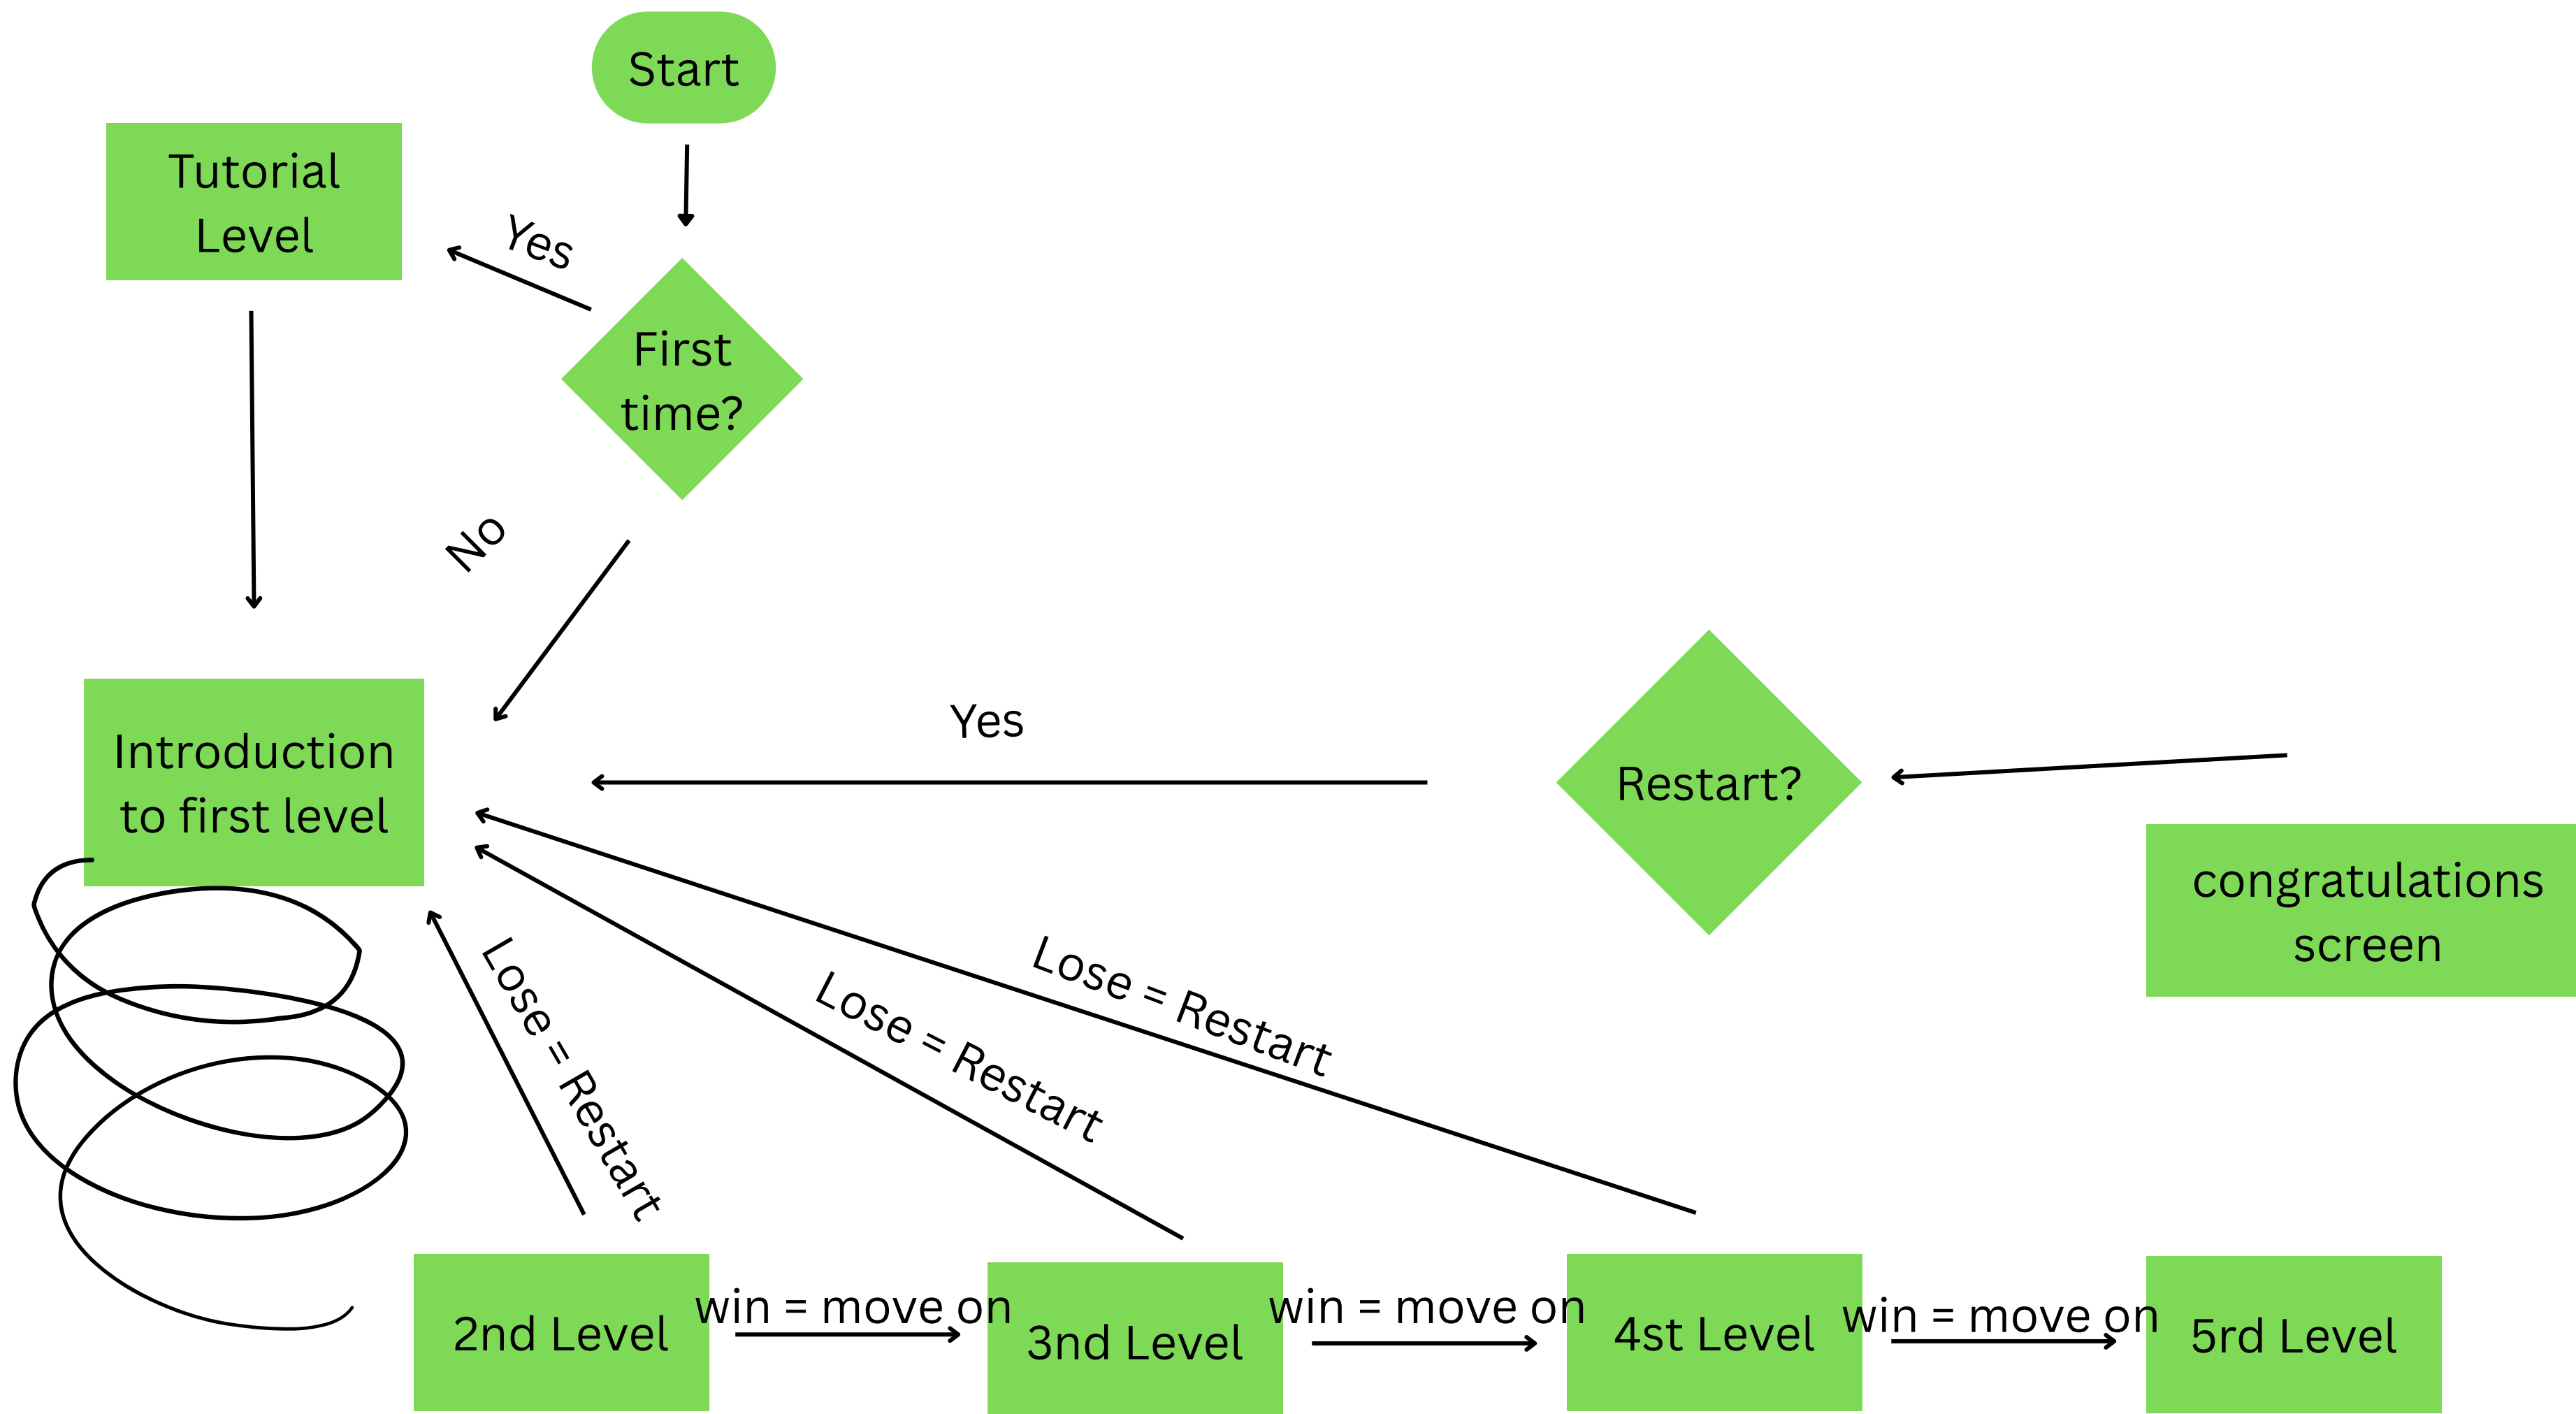 Start
Tutorial
Level
Yes
First
time?
No
Introduction
to first level
Yes
Restart?
congratulations
screen
Lose = Restart
Lose = Restart
Lose = Restart
2nd Level
win = move on
3nd Level
win = move on
4st Level
win = move on
5rd Level